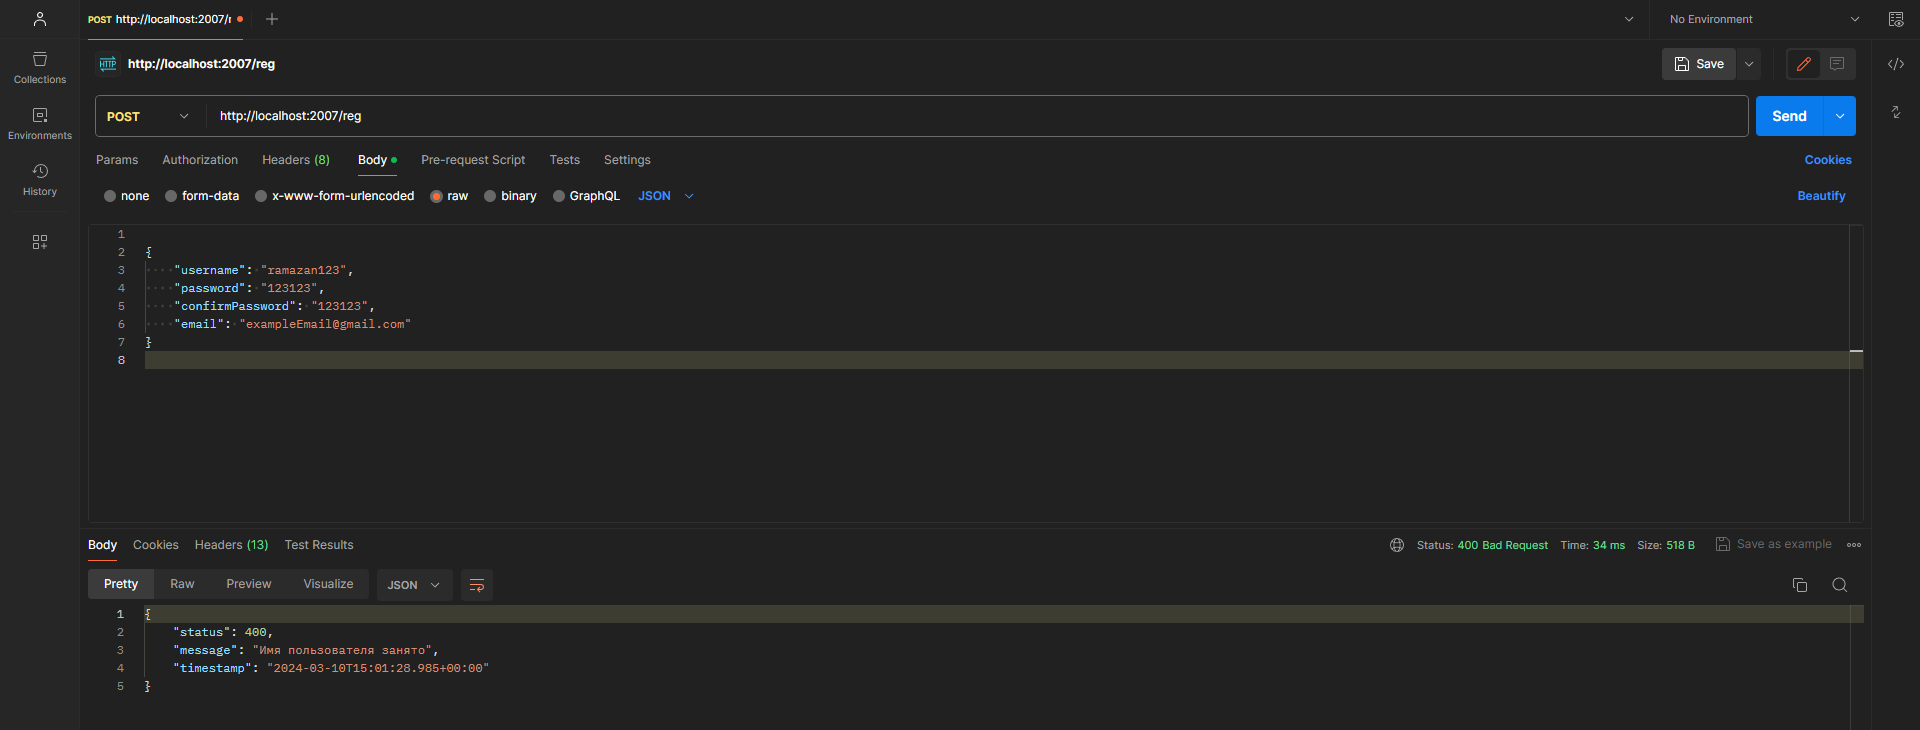 POST http://localhost:2007/r
No Environment
HTTP http://localhost:2007/reg
Save
Collections
Environments
History
POST http://localhost:2007/reg
Send
Params Authorization Headers (8) Body Pre-request Script Tests Settings
Cookies
none form-data x-www-form-urlencoded raw binary GraphQL JSON
Beautify
1
2 {
3 "username": "ramazan123",
4 "password": "123123",
5 "confirmPassword": "123123",
6 "email": "exampleEmail@gmail.com"
7 }
8
Body Cookies Headers (13) Test Results
Status: 400 Bad Request Time: 34 ms Size: 518 B Save as example
Pretty Raw Preview Visualize JSON
1 {
2 "status": 400,
3 "message": "Имя пользователя занято",
4 "timestamp": "2024-03-10T15:01:28.985+00:00"
5 }